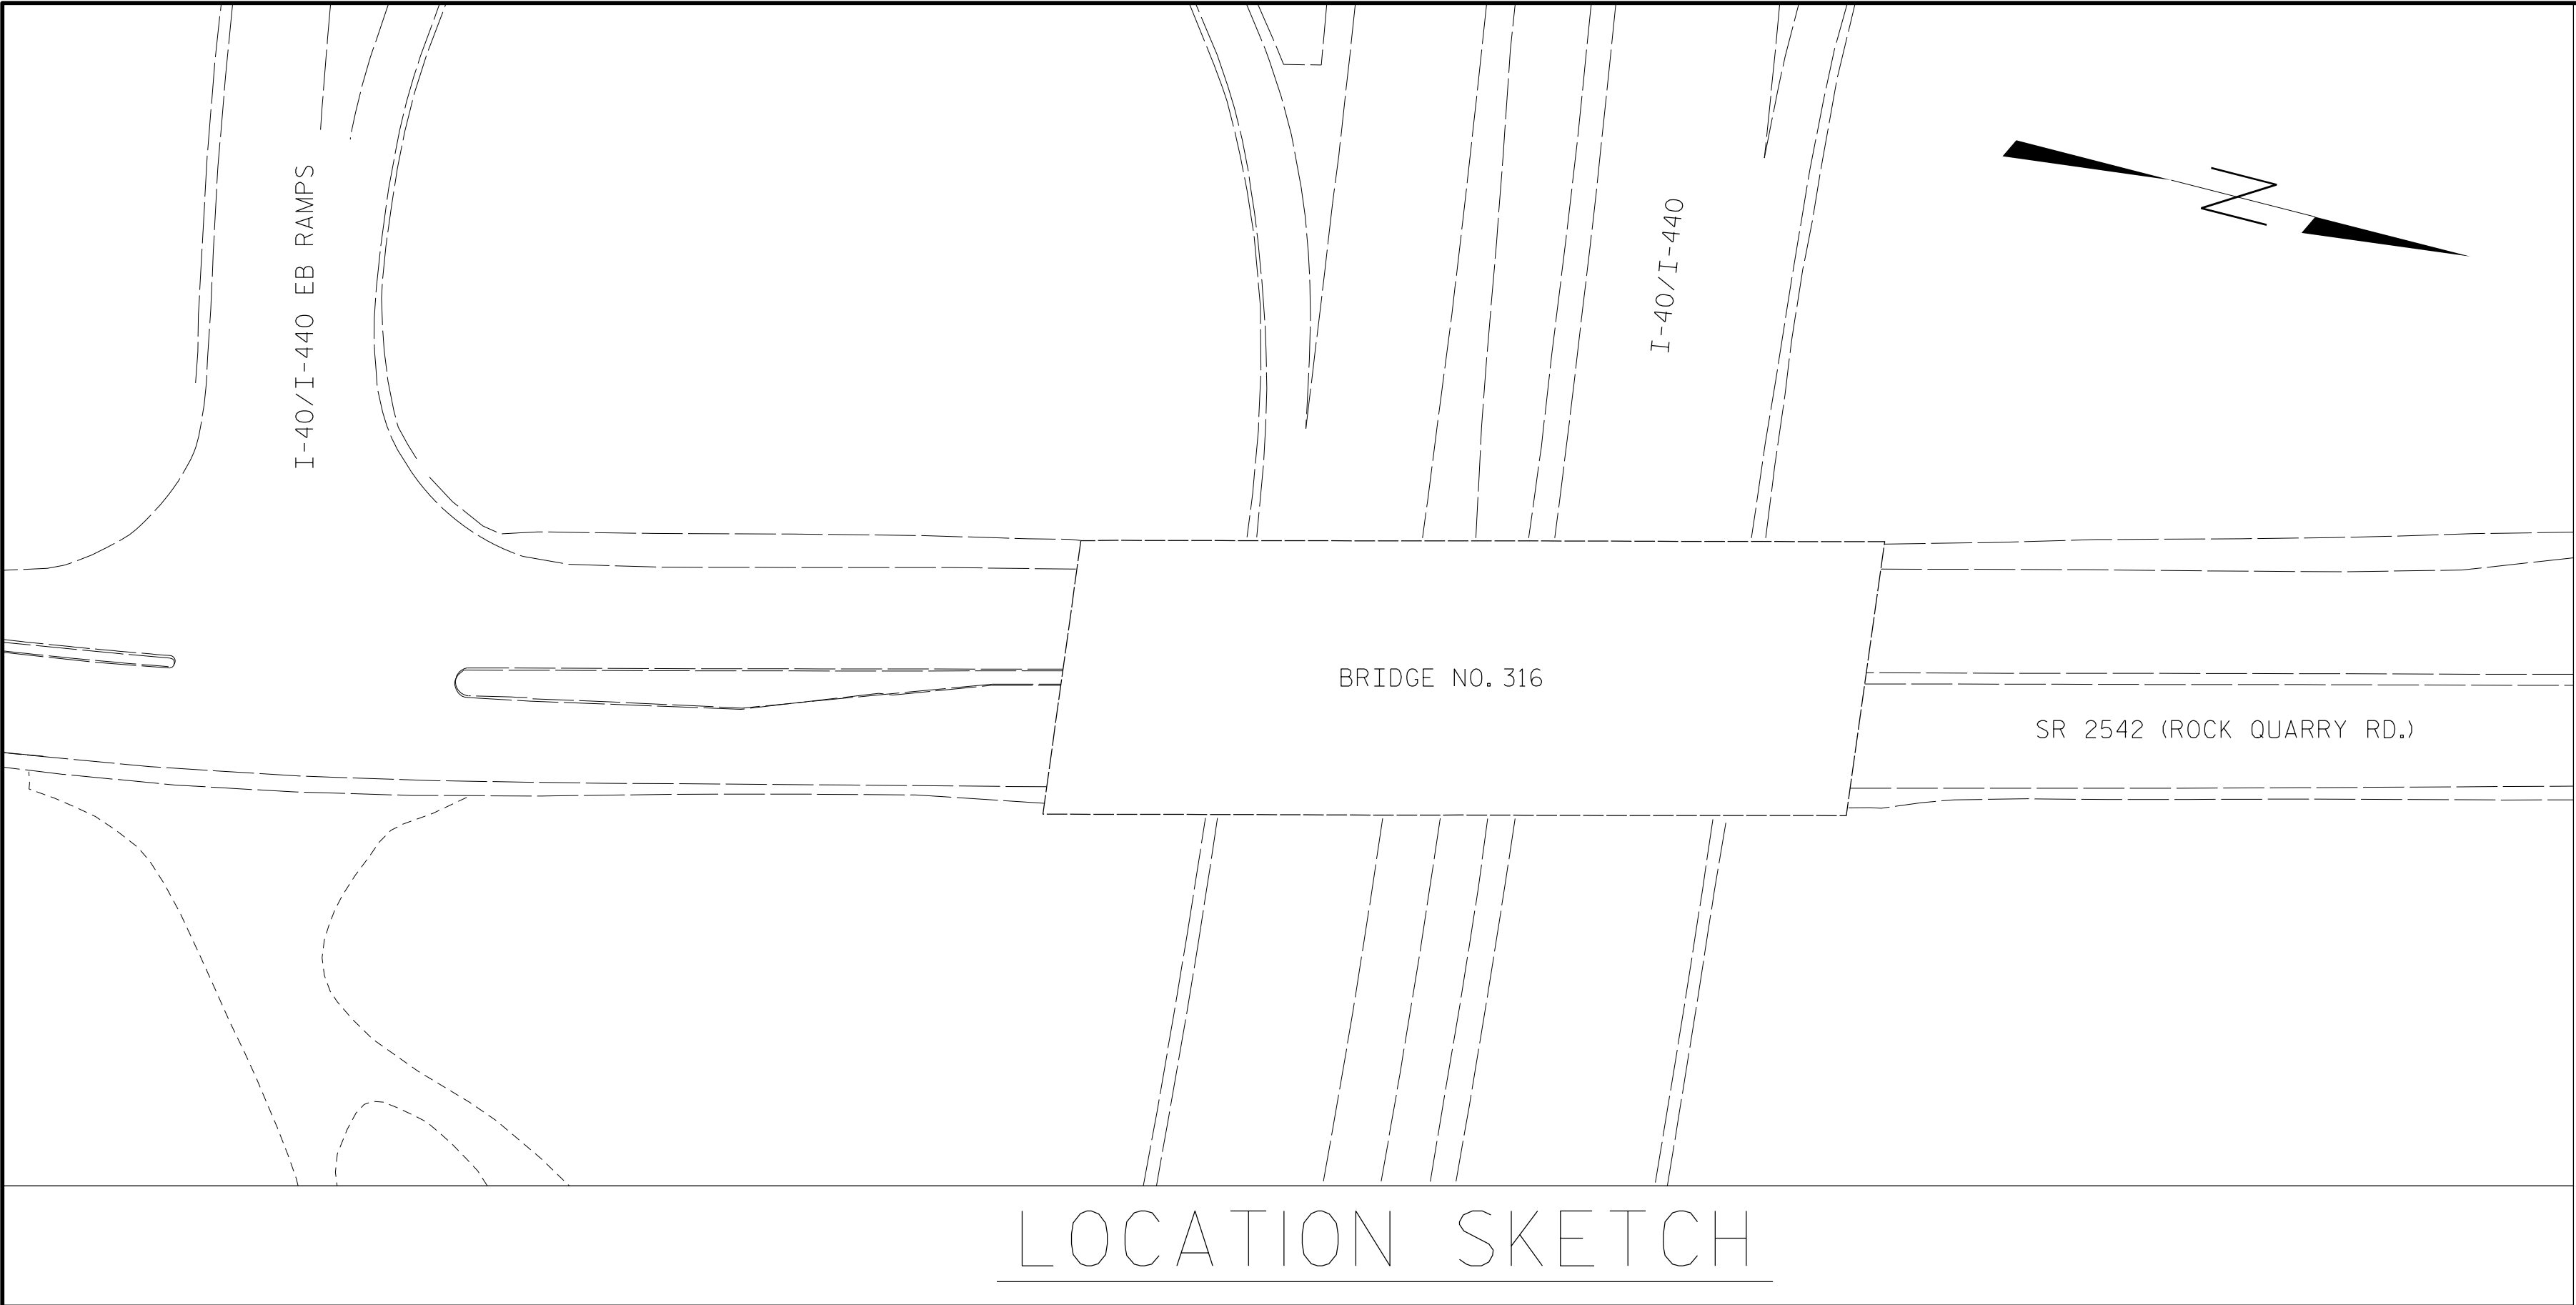 I-40/I-440 EB RAMPS
I-40/I-440
N
BRIDGE NO. 316
SR 2542 (ROCK QUARRY RD.)
LOCATION SKETCH